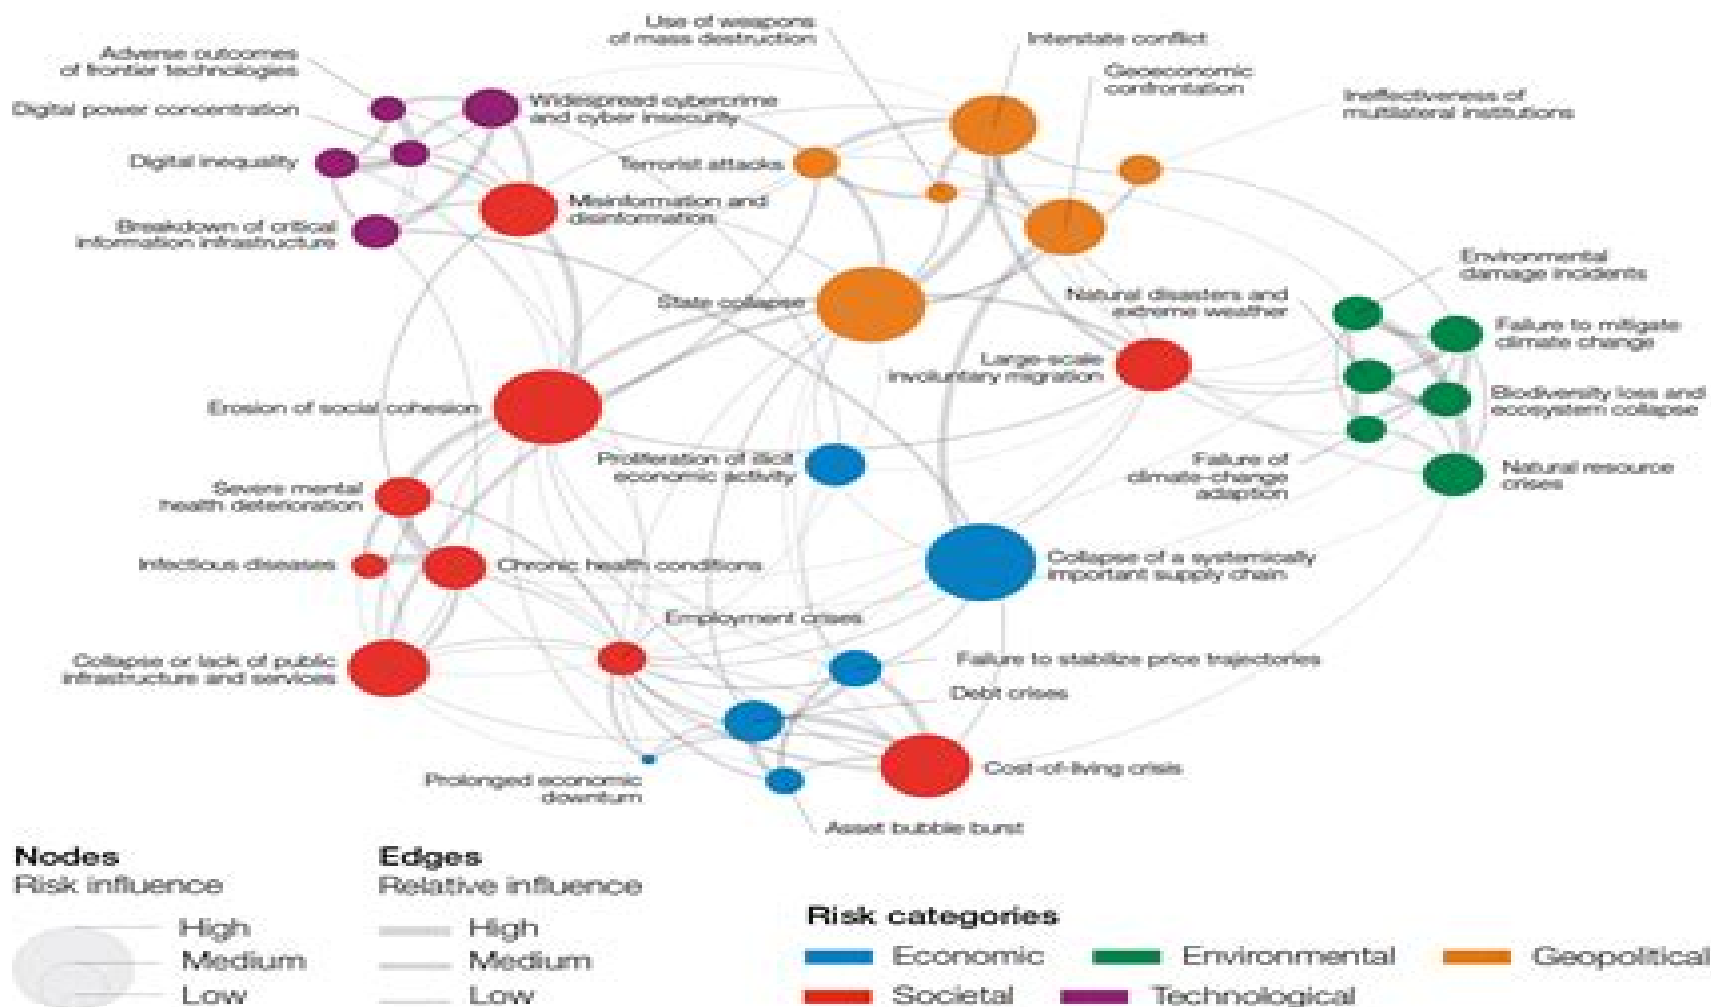 Use of weapons
of mass destruction
Interstate conflict
Adverse outcomes
of frontier technologies
Geoeconomic
confrontation
Digital power concentration
Widespread cybercrime
and cyber insecurity
Ineffectiveness of
multilateral institutions
Digital inequality
Terrorist attacks
Misinformation and
disinformation
Breakdown of critical
information infrastructure
Environmental
damage incidents
State collapse
Natural disasters and
extreme weather
Failure to mitigate
climate change
Large-scale
involuntary migration
Erosion of social cohesion
Biodiversity loss and
ecosystem collapse
Proliferation of illicit
economic activity
Failure of
climate-change
adaption
Natural resource
crises
Severe mental
health deterioration
Infectious diseases
Chronic health conditions
Collapse of a systemically
important supply chain
Employment crises
Collapse or lack of public
infrastructure and services
Failure to stabilize price trajectories
Debt crises
Prolonged economic
downturn
Cost-of-living crisis
Asset bubble burst
Nodes
Risk influence
High
Medium
Low
Edges
Relative influence
High
Medium
Low
Risk categories
Economic
Environmental
Geopolitical
Societal
Technological